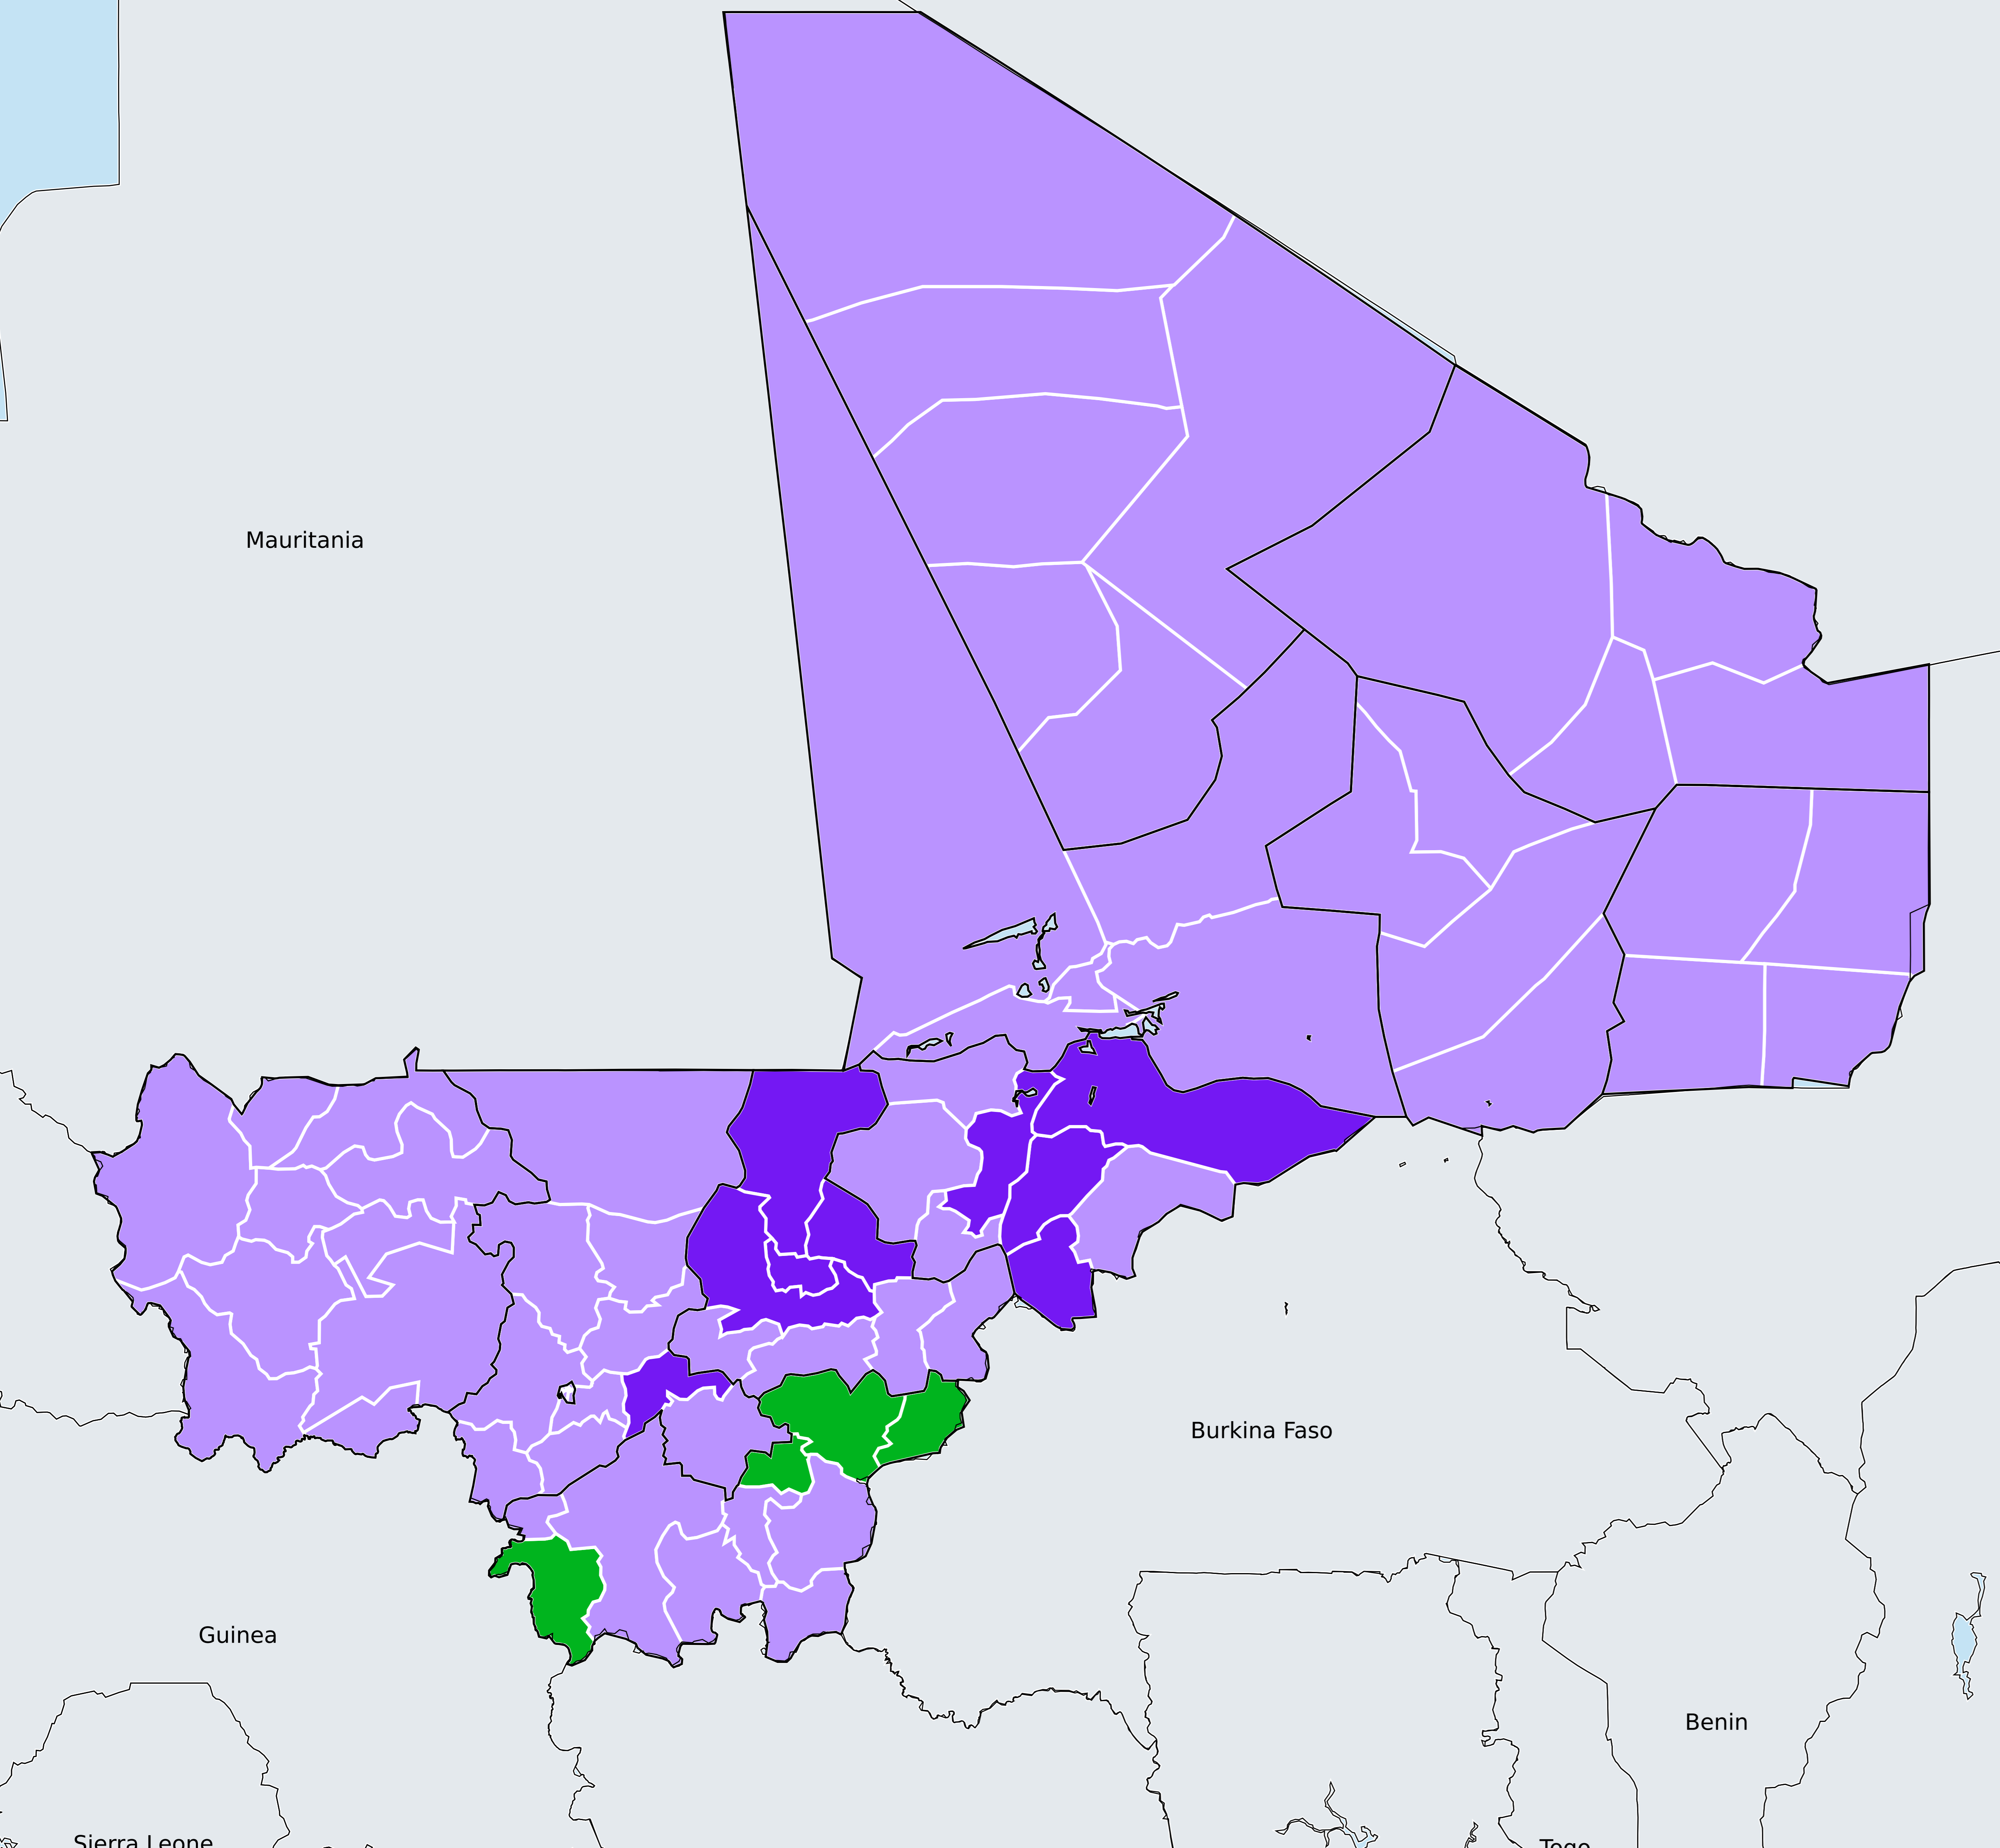 Mauritania
Burkina Faso
Guinea
Benin
Sierra Leone
Togo